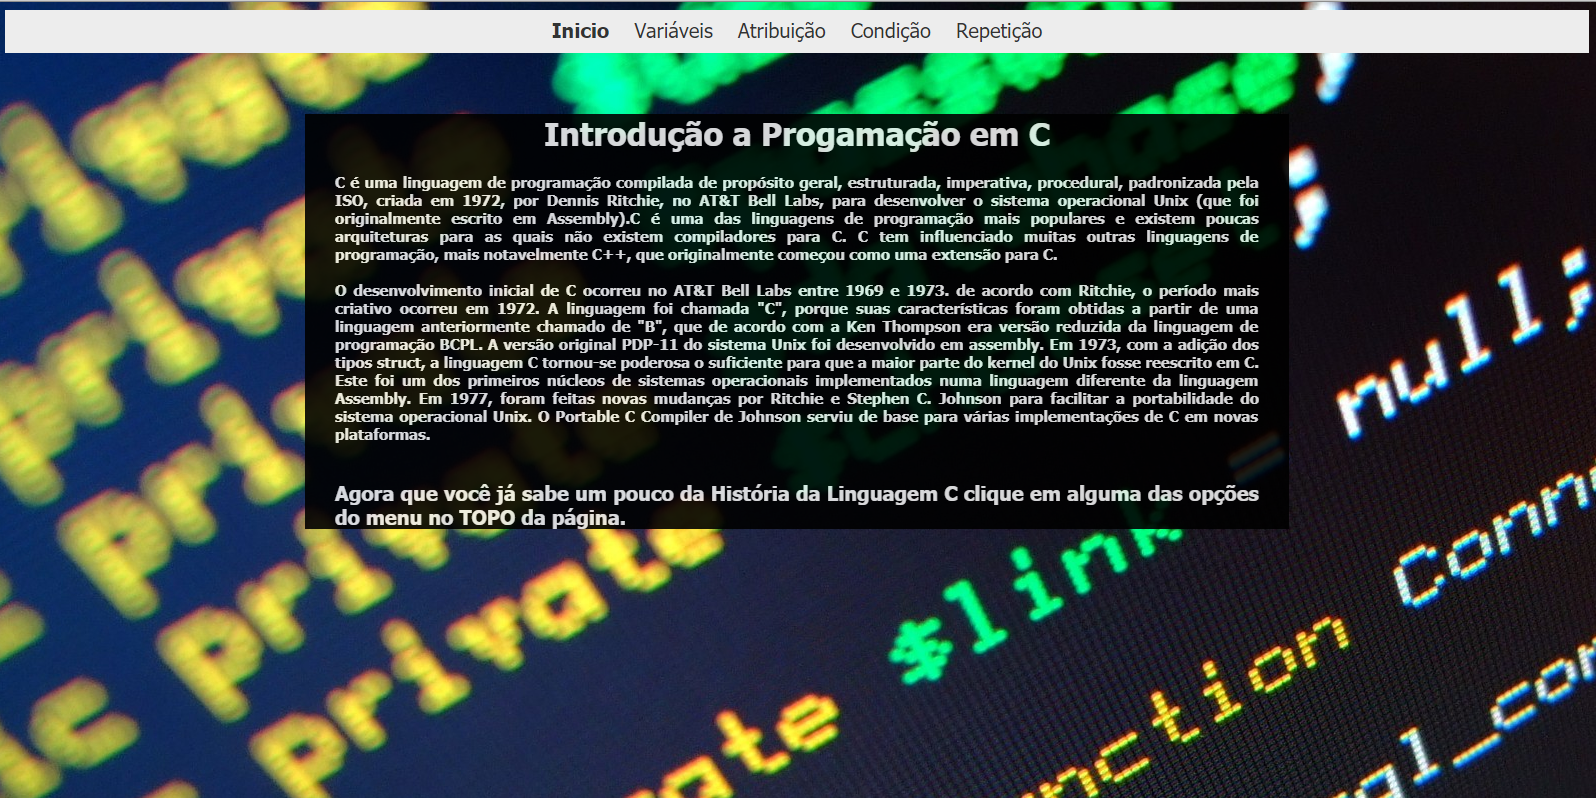 Inicio Variáveis Atribuição Condição Repetição
Introdução a Progamação em C
C é uma linguagem de programação compilada de propósito geral, estruturada, imperativa, procedural, padronizada pela
ISO, criada em 1972, por Dennis Ritchie, no AT&T Bell Labs, para desenvolver o sistema operacional Unix (que foi
originalmente escrito em Assembly).C é uma das linguagens de programação mais populares e existem poucas
arquiteturas para as quais não existem compiladores para C. C tem influenciado muitas outras linguagens de
programação, mais notavelmente C++, que originalmente começou como uma extensão para C.
O desenvolvimento inicial de C ocorreu no AT&T Bell Labs entre 1969 e 1973. de acordo com Ritchie, o período mais
criativo ocorreu em 1972. A linguagem foi chamada "C", porque suas características foram obtidas a partir de uma
linguagem anteriormente chamado de "B", que de acordo com a Ken Thompson era versão reduzida da linguagem de
programação BCPL. A versão original PDP-11 do sistema Unix foi desenvolvido em assembly. Em 1973, com a adição dos
tipos struct, a linguagem C tornou-se poderosa o suficiente para que a maior parte do kernel do Unix fosse reescrito em C.
Este foi um dos primeiros núcleos de sistemas operacionais implementados numa linguagem diferente da linguagem
Assembly. Em 1977, foram feitas novas mudanças por Ritchie e Stephen C. Johnson para facilitar a portabilidade do
sistema operacional Unix. O Portable C Compiler de Johnson serviu de base para várias implementações de C em novas
plataformas.
Agora que você já sabe um pouco da História da Linguagem C clique em alguma das opções
do menu no TOPO da página.
private
private $link = null;